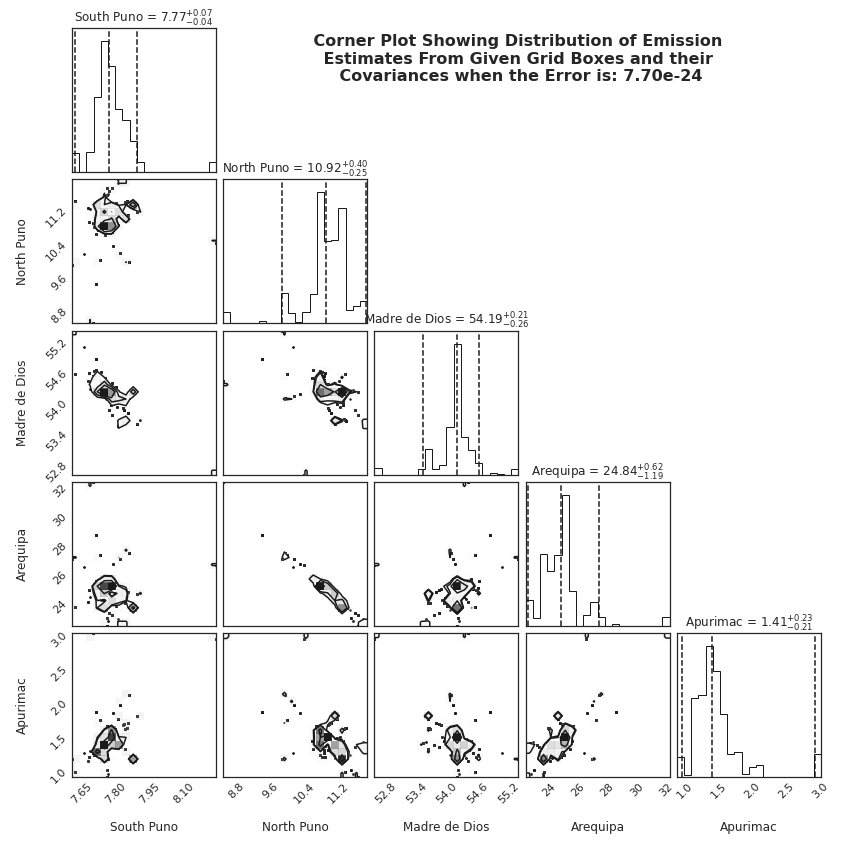 South Puno = 7.77+0.07−0.04
Corner Plot Showing Distribution of Emission
Estimates From Given Grid Boxes and their
Covariances when the Error is: 7.70e-24
North Puno = 10.92+0.40−0.25
North Puno
11.2
10.4
9.6
8.8
Madre de Dios = 54.19+0.21−0.26
Madre de Dios
55.2
54.6
54.0
53.4
52.8
Arequipa = 24.84+0.62−1.19
Arequipa
32
30
28
26
24
Apurimac = 1.41+0.23−0.21
Apurimac
3.0
2.5
2.0
1.5
1.0
7.65 7.80 7.95 8.10 8.8 9.6 10.4 11.2 52.8 53.4 54.0 54.6 55.2 24 26 28 30 32 1.0 1.5 2.0 2.5 3.0
South Puno North Puno Madre de Dios Arequipa Apurimac